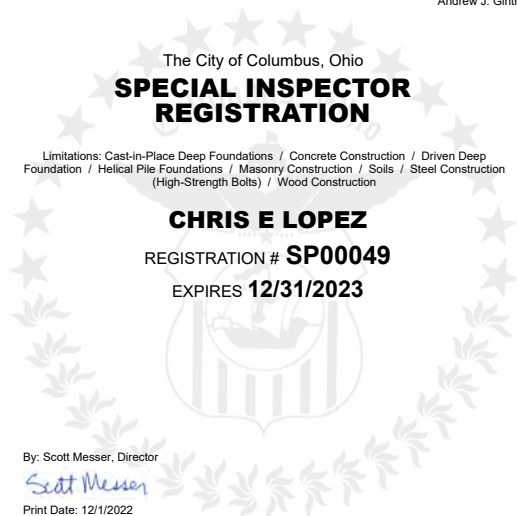 Andrew J.
The City of Columbus, Ohio
SPECIAL INSPECTOR
REGISTRATION
Limitations: Cast-in-Place Deep Foundations / Concrete Construction / Driven Deep
Foundation / Helical Pile Foundations / Masonry Construction / Soils / Steel Construction
(High-Strength Bolts) / Wood Construction
CHRIS E LOPEZ
REGISTRATION # SP00049
EXPIRES 12/31/2023
By: Scott Messer, Director
Scott Messer
Print Date: 12/1/2022